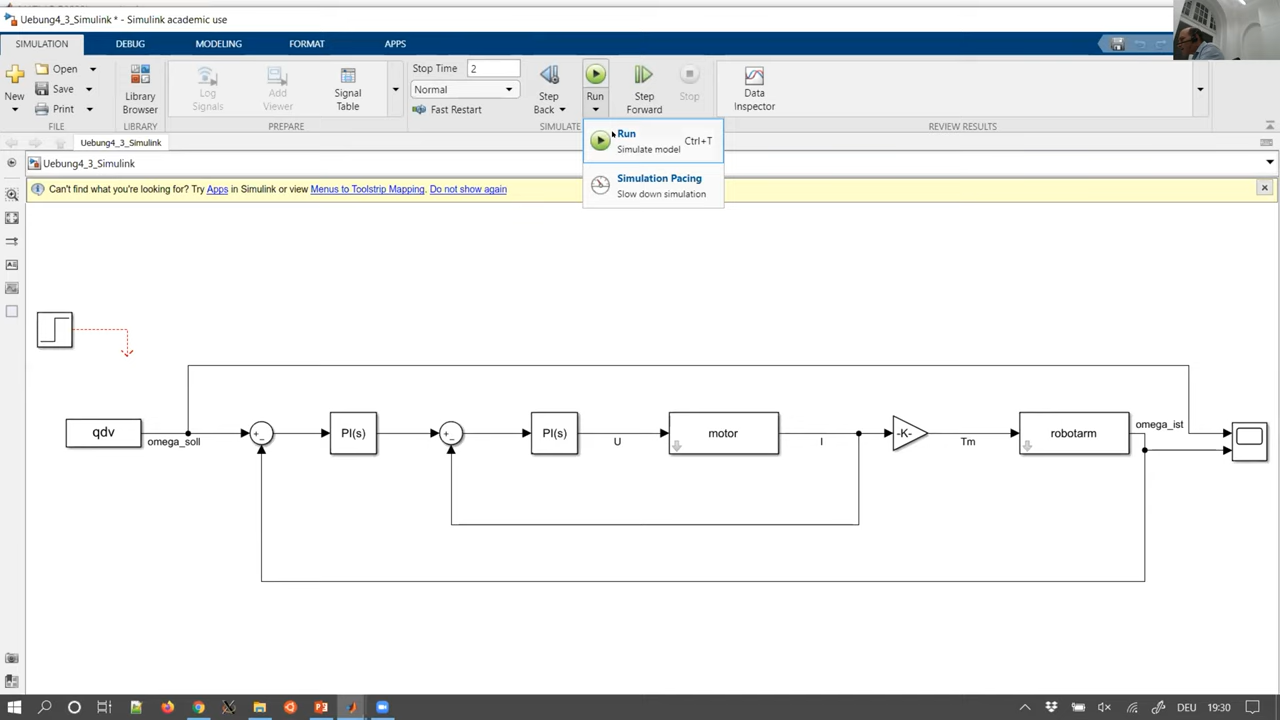 Uebung4_3_Simulink * - Simulink academic use
SIMULATION DEBUG MODELING FORMAT APPS
New
Open
Save
Print
FILE
Library
Browser
LIBRARY
Log
Signals
Add
Viewer
Signal
Table
PREPARE
Stop Time 2
Normal
Fast Restart
Step
Back
Run
Step
Forward
Stop
SIMULATE
Data
Inspector
REVIEW RESULTS
Run
Simulate model Ctrl+T
Simulation Pacing
Slow down simulation
Uebung4_3_Simulink
Uebung4_3_Simulink
Can't find what you're looking for? Try Apps in Simulink or view Menus to Toolstrip Mapping. Do not show again
qdv
omega_soll
PI(s)
PI(s)
U
motor
I
-K-
Tm
robotarm
omega_ist
DEU 19:30